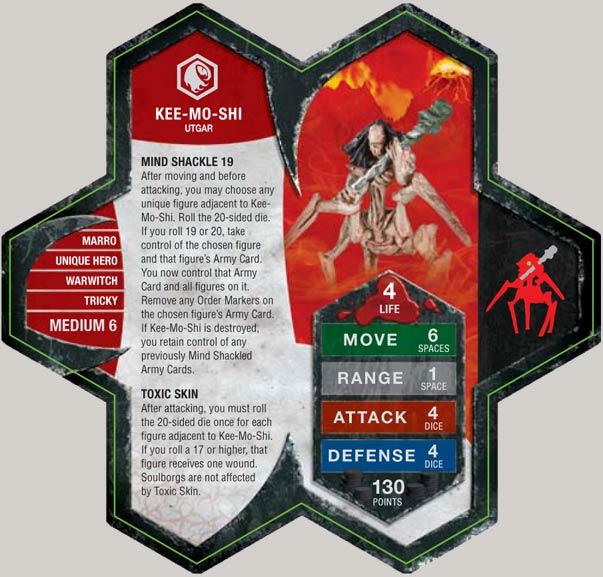 KEE-MO-SHI
UTGAR
MIND SHACKLE 19
After moving and before
attacking, you may choose any
unique figure adjacent to Kee-
Mo-Shi. Roll the 20-sided die.
If you roll 19 or 20, take
control of the chosen figure
and that figure's Army Card.
You now control that Army
Card and all figures on it.
Remove any Order Markers on
the chosen figure's Army Card.
If Kee-Mo-Shi is destroyed,
you retain control of any
previously Mind Shackled
Army Cards.
TOXIC SKIN
After attacking, you must roll
the 20-sided die once for each
figure adjacent to Kee-Mo-Shi.
If you roll a 17 or higher, that
figure receives one wound.
Soulborgs are not affected
by Toxic Skin.
MARRO
UNIQUE HERO
WARWITCH
TRICKY
MEDIUM 6
4
LIFE
MOVE 6
SPACES
RANGE 1
SPACE
ATTACK 4
DICE
DEFENSE 4
DICE
130
POINTS